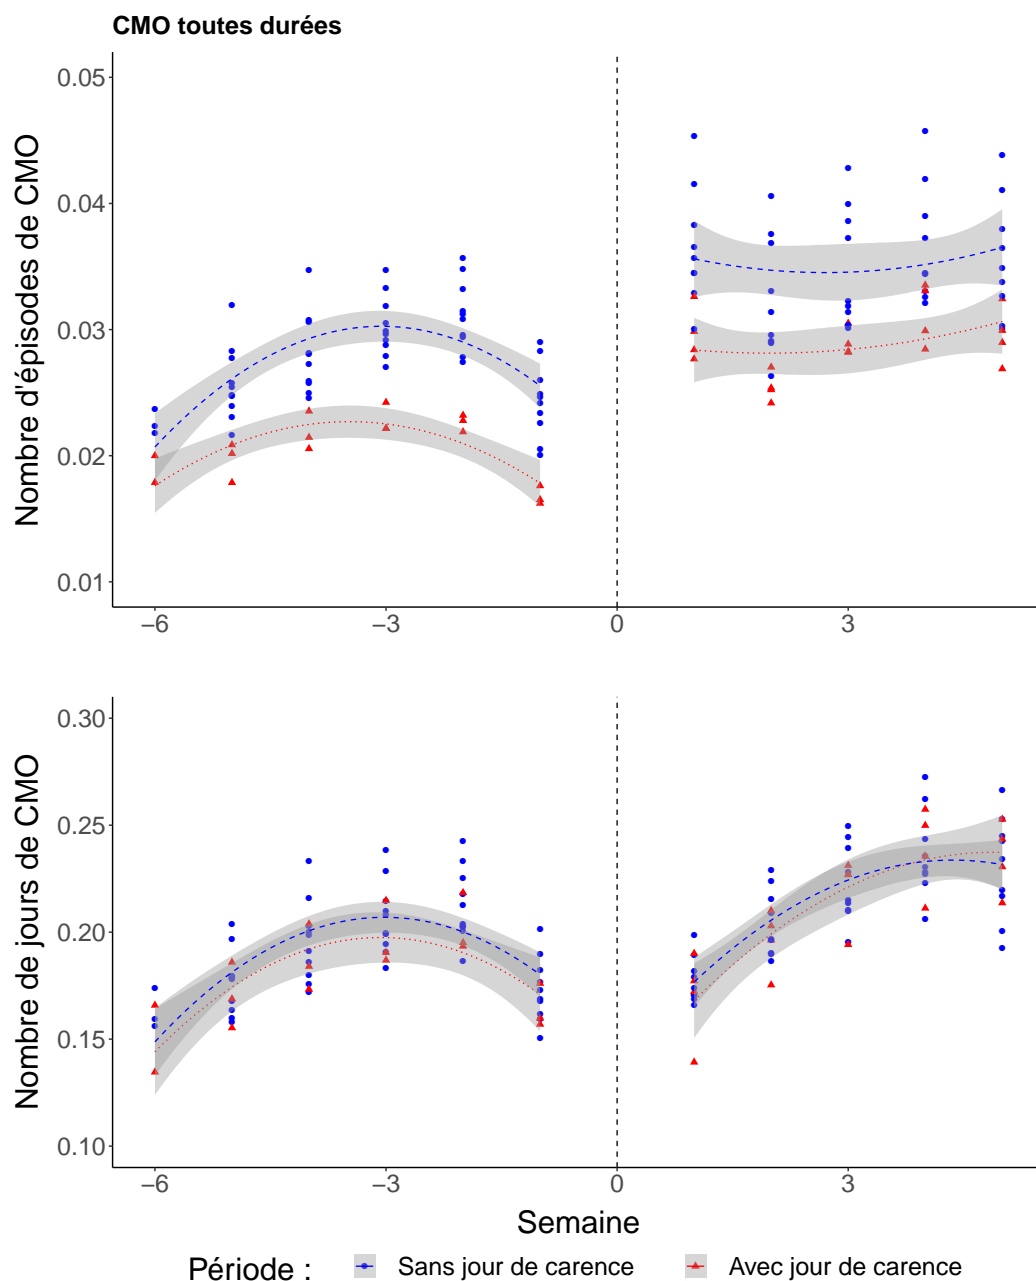 CMO toutes durées
Nombre d'épisodes de CMO
0.05
0.04
0.03
0.02
0.01
−6 −3 0 3
Nombre de jours de CMO
0.30
0.25
0.20
0.15
0.10
−6 −3 0 3
Semaine
Période : Sans jour de carence Avec jour de carence